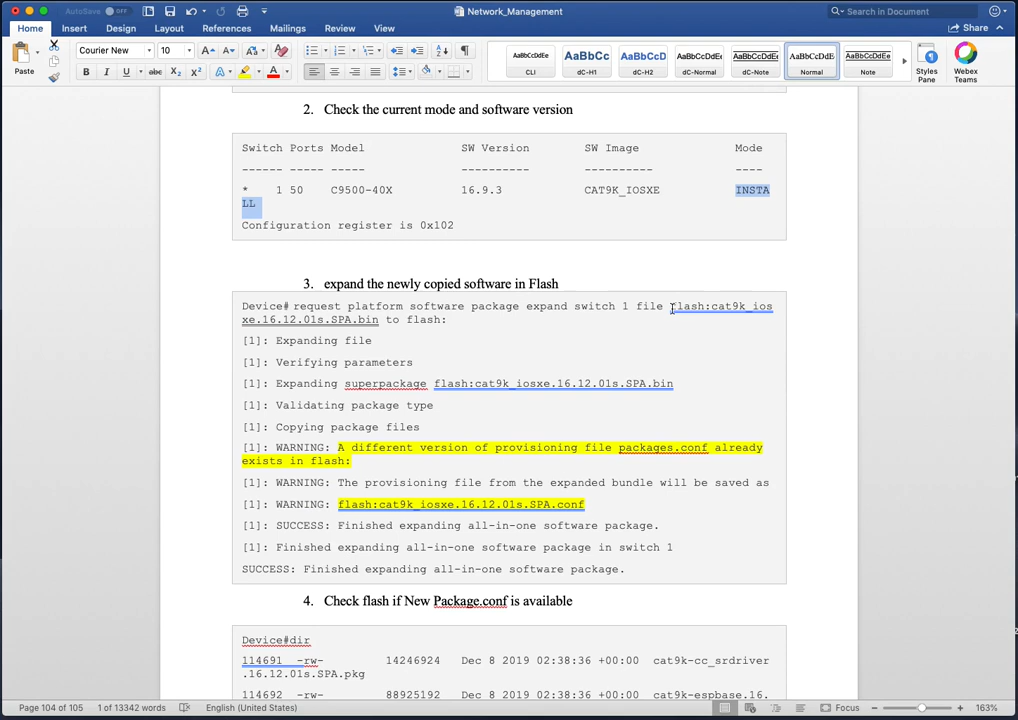 AutoSave OFF
Network_Management
Search in Document
Home Insert Design Layout References Mailings Review View
Share
Paste
Courier New 10
B I U abc X₂ X² A A
AaBbCcDdEe AaBbCc AaBbCcD AaBbCcDdEe AaBbCcDdEe AaBbCcDdEe AaBbCcDdEe
CLI dC-H1 dC-H2 dC-Normal dC-Note Normal Note
Styles Pane
Webex Teams
2. Check the current mode and software version
Switch Ports Model SW Version SW Image Mode
------ ----- ----- ---------- ---------- ----
* 1 50 C9500-40X 16.9.3 CAT9K_IOSXE INSTA
LL
Configuration register is 0x102
3. expand the newly copied software in Flash
Device# request platform software package expand switch 1 file flash:cat9k_ios
xe.16.12.01s.SPA.bin to flash:
[1]: Expanding file
[1]: Verifying parameters
[1]: Expanding superpackage flash:cat9k_iosxe.16.12.01s.SPA.bin
[1]: Validating package type
[1]: Copying package files
[1]: WARNING: A different version of provisioning file packages.conf already
exists in flash:
[1]: WARNING: The provisioning file from the expanded bundle will be saved as
[1]: WARNING: flash:cat9k_iosxe.16.12.01s.SPA.conf
[1]: SUCCESS: Finished expanding all-in-one software package.
[1]: Finished expanding all-in-one software package in switch 1
SUCCESS: Finished expanding all-in-one software package.
4. Check flash if New Package.conf is available
Device#dir
114691 -rw- 14246924 Dec 8 2019 02:38:36 +00:00 cat9k-cc_srdriver
.16.12.01s.SPA.pkg
114692 -rw- 88925192 Dec 8 2019 02:38:36 +00:00 cat9k-espbase.16.
Page 104 of 105 1 of 13342 words English (United States) Focus 163%